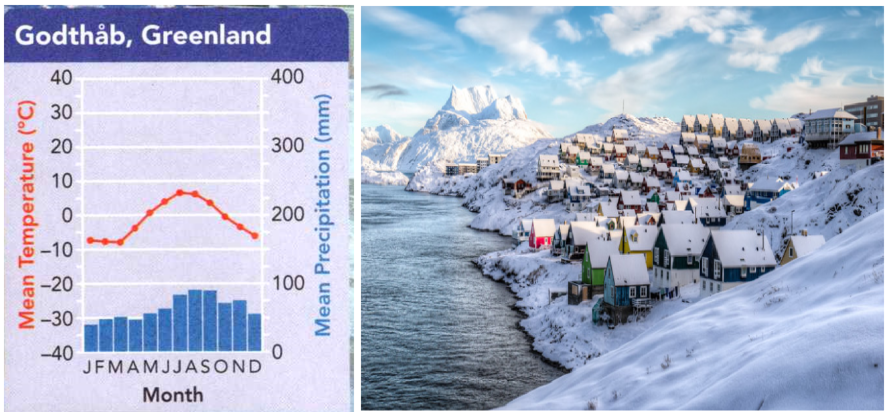 Godthåb, Greenland
40
30
20
10
0
–10
–20
–30
–40
Mean Temperature (°C)
400
300
200
100
0
Mean Precipitation (mm)
J F M A M J J A S O N D
Month